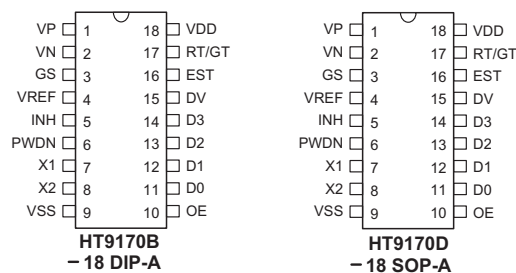 VP 1 18 VDD
VN 2 17 RT/GT
GS 3 16 EST
VREF 4 15 DV
INH 5 14 D3
PWDN 6 13 D2
X1 7 12 D1
X2 8 11 D0
VSS 9 10 OE
HT9170B
– 18 DIP-A
VP 1 18 VDD
VN 2 17 RT/GT
GS 3 16 EST
VREF 4 15 DV
INH 5 14 D3
PWDN 6 13 D2
X1 7 12 D1
X2 8 11 D0
VSS 9 10 OE
HT9170D
– 18 SOP-A